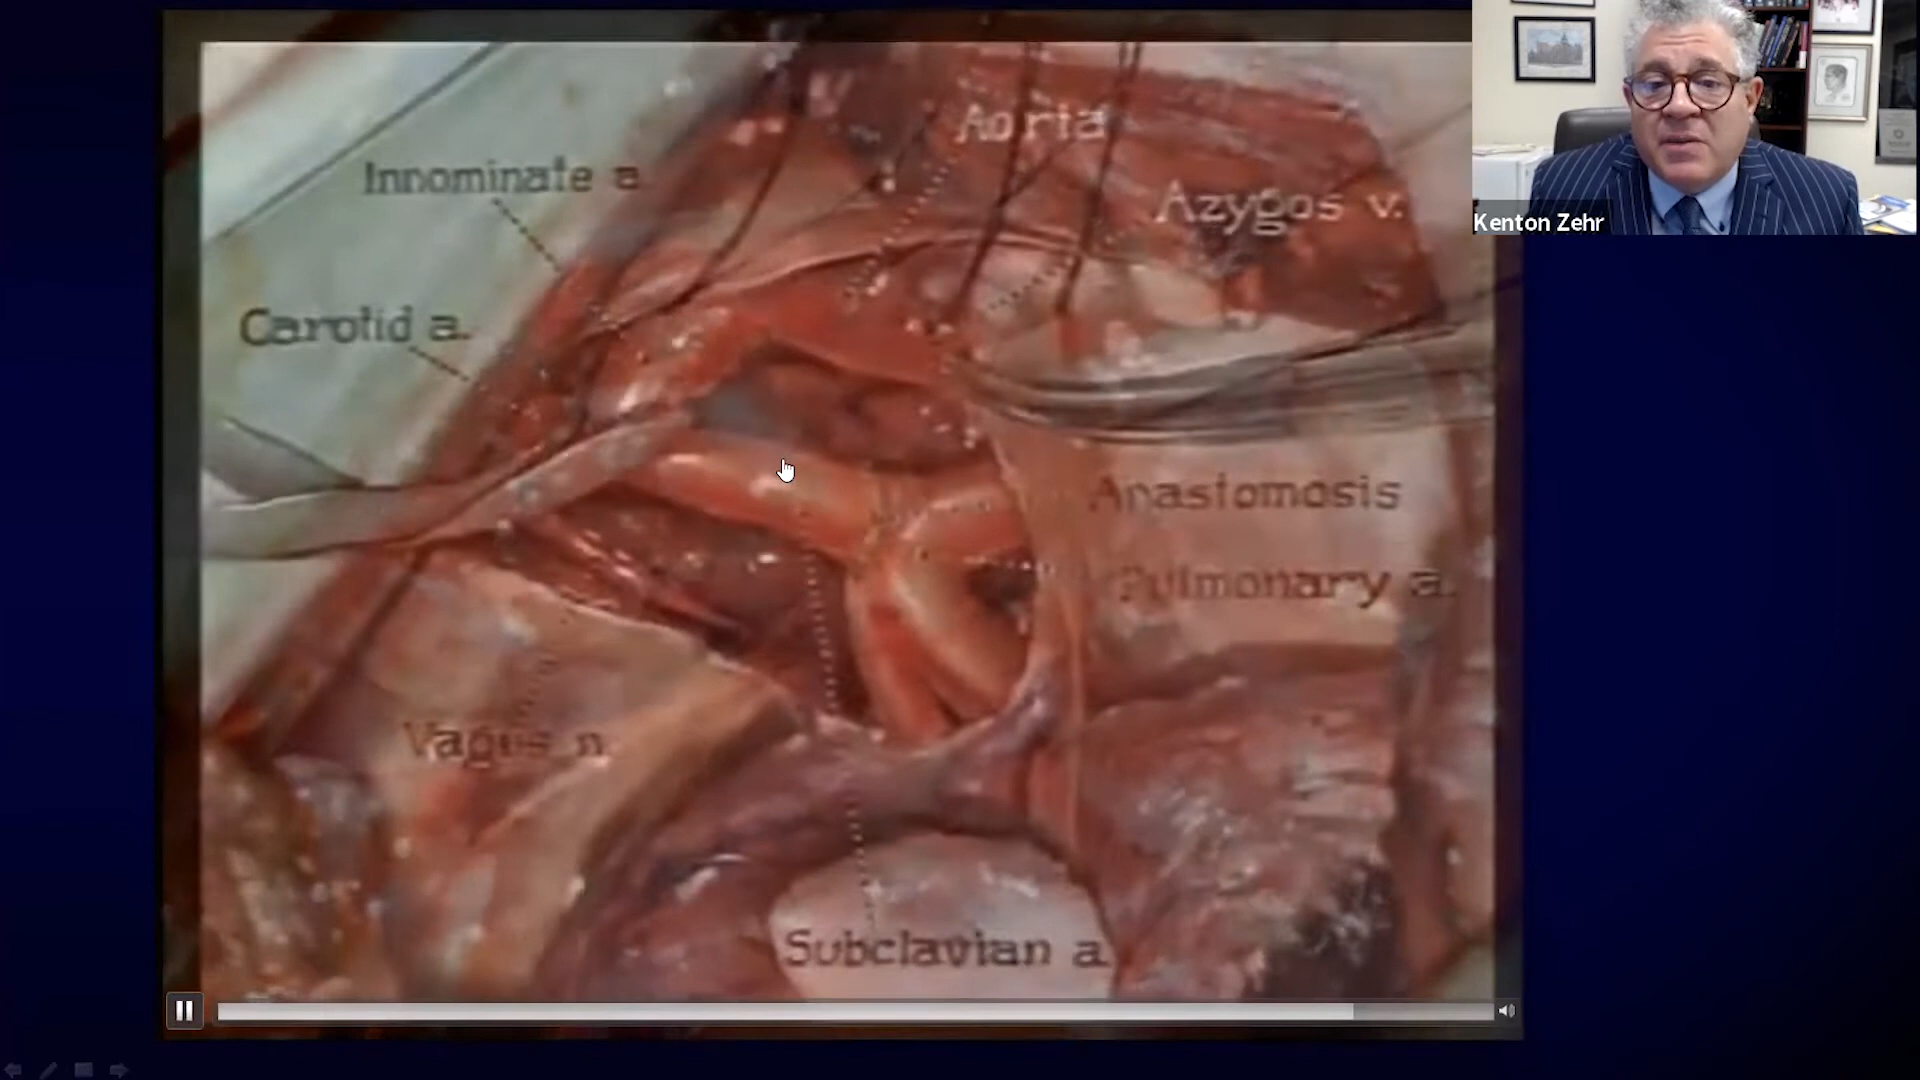 Aorta
Innominate a
Azygos v.
Kenton Zehr
Carotid a.
Anastomosis
Pulmonary a.
Vagus n.
Subclavian a